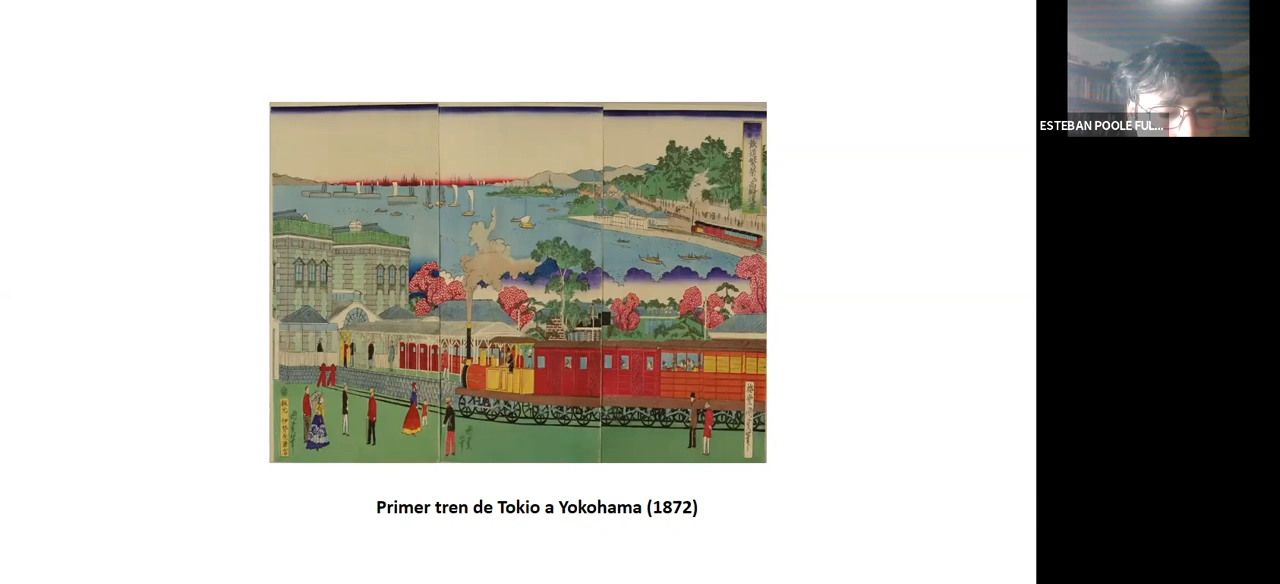 ESTEBAN POOLE FUL...
Primer tren de Tokio a Yokohama (1872)